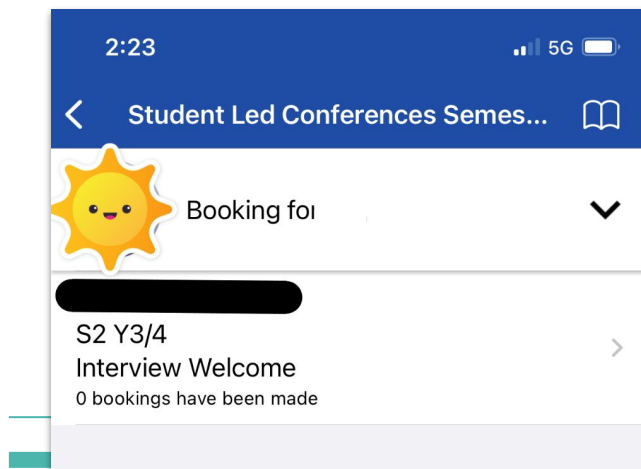 2:23
5G
Student Led Conferences Semes...
Booking for
S2 Y3/4
Interview Welcome
0 bookings have been made